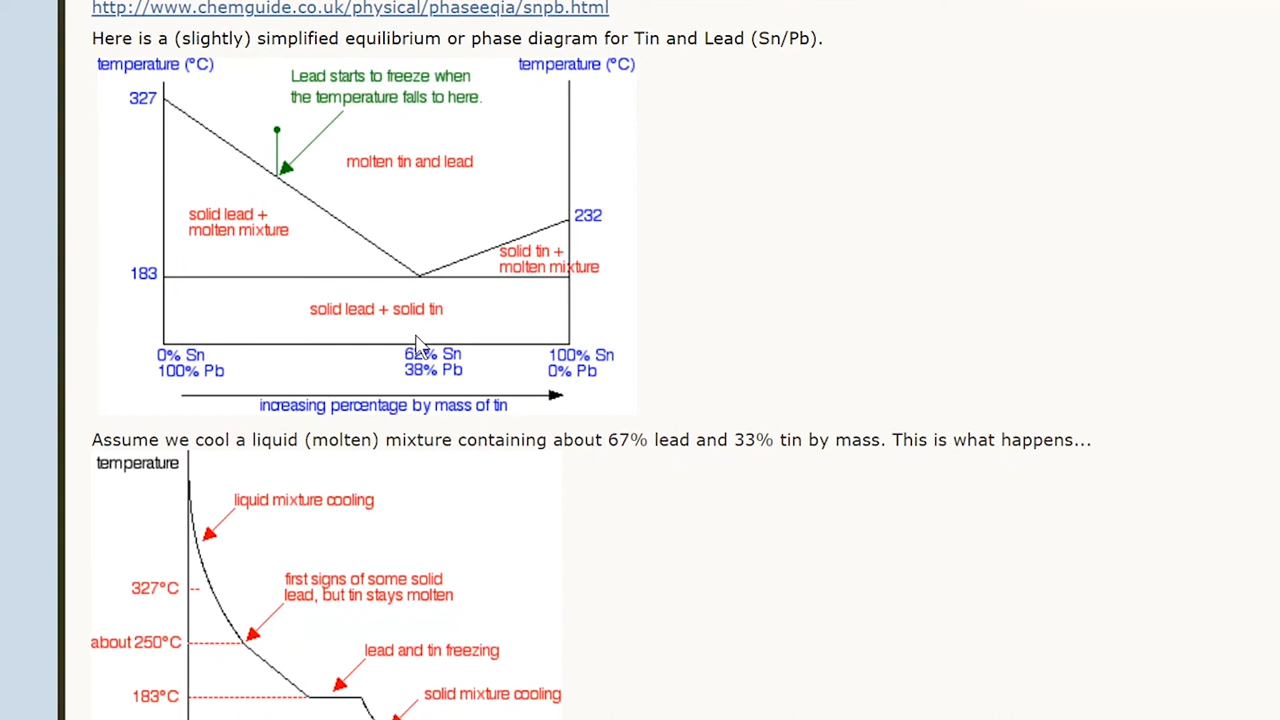 http://www.chemguide.co.uk/physical/phaseeqia/snpb.html
Here is a (slightly) simplified equilibrium or phase diagram for Tin and Lead (Sn/Pb).
temperature (°C)
temperature (°C)
Lead starts to freeze when
the temperature falls to here.
327
molten tin and lead
solid lead +
molten mixture
232
solid tin +
molten mixture
183
solid lead + solid tin
0% Sn
100% Pb
% Sn
38% Pb
100% Sn
0% Pb
increasing percentage by mass of tin
Assume we cool a liquid (molten) mixture containing about 67% lead and 33% tin by mass. This is what happens...
temperature
liquid mixture cooling
327°C
first signs of some solid
lead, but tin stays molten
about 250°C
lead and tin freezing
183°C
solid mixture cooling